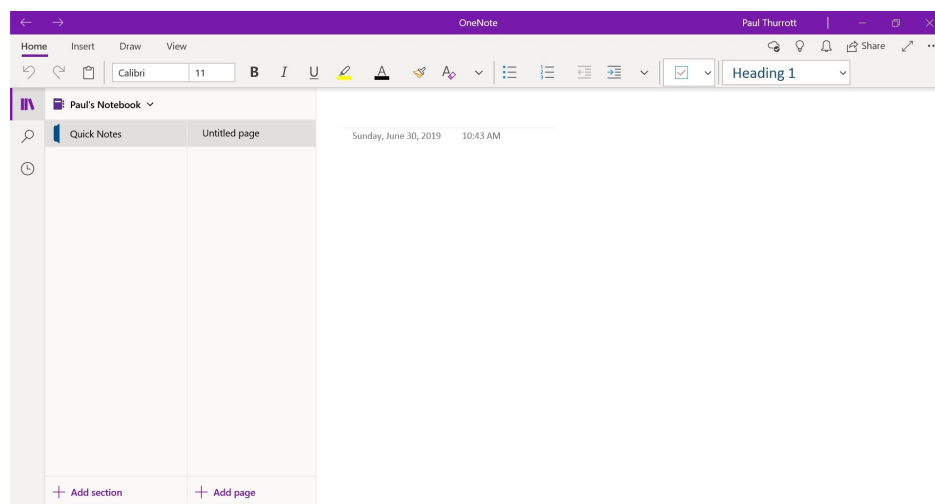 OneNote
Paul Thurrott
Home Insert Draw View
Share
Calibri 11 B I U A A Heading 1
Paul's Notebook
Quick Notes Untitled page
Sunday, June 30, 2019 10:43 AM
Add section Add page